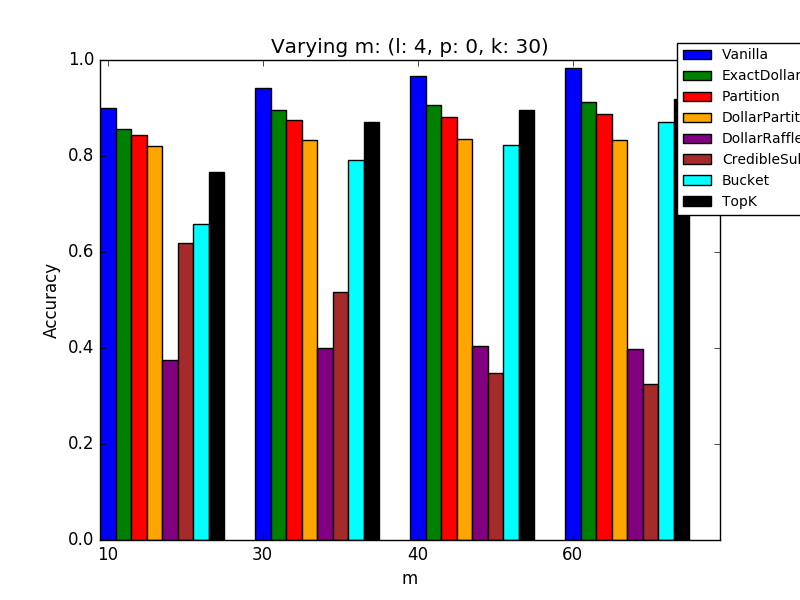 Varying m: (l: 4, p: 0, k: 30)
Vanilla
ExactDollar
Partition
DollarPartit
DollarRaffle
CredibleSul
Bucket
TopK
1.0
0.8
0.6
0.4
0.2
0.0
Accuracy
10 30 40 60
m